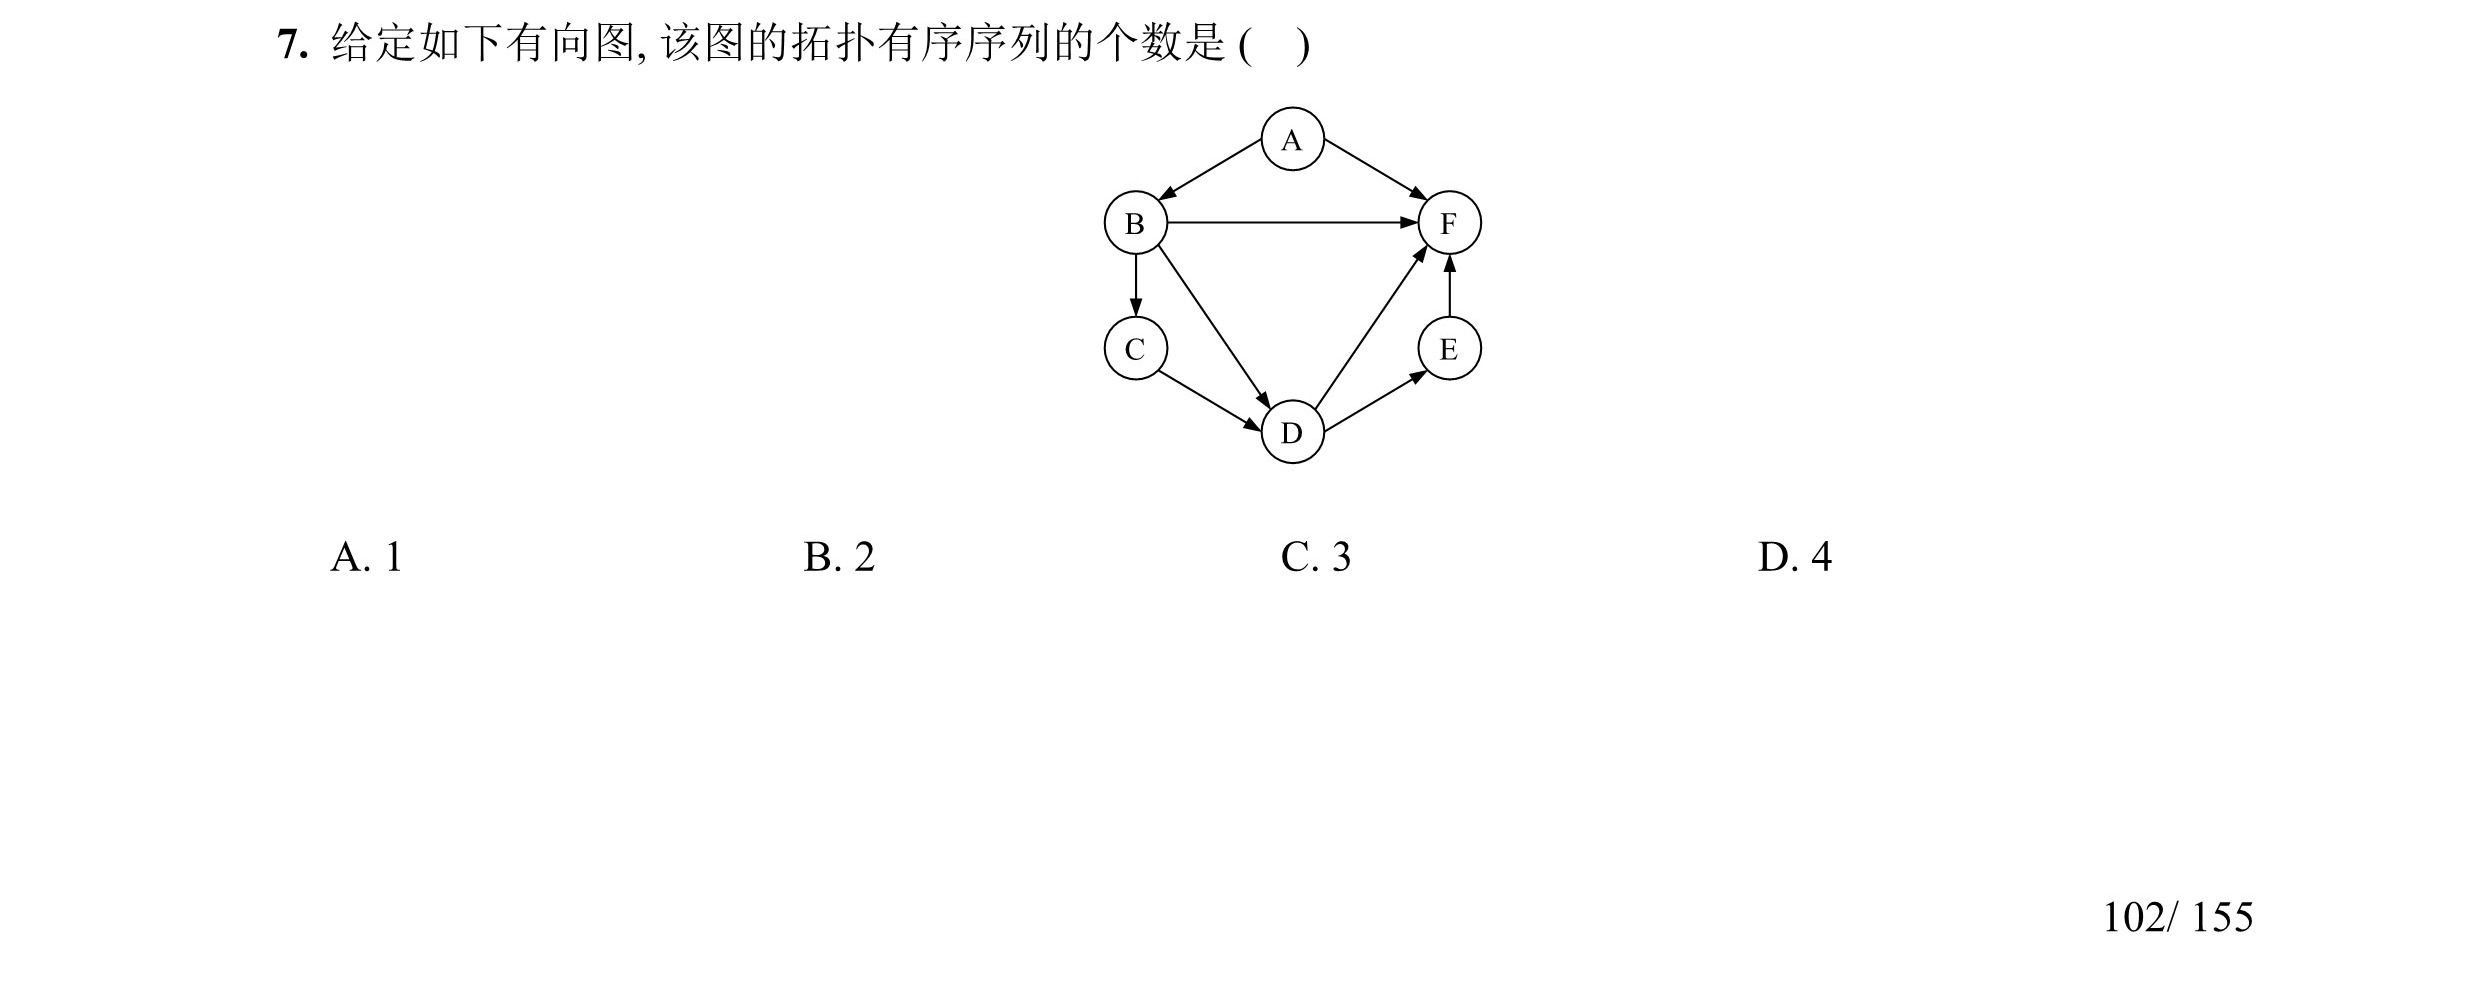 7. 给定如下有向图, 该图的拓扑有序序列的个数是 (   )
A
B
F
C
E
D
A. 1
B. 2
C. 3
D. 4
102/ 155